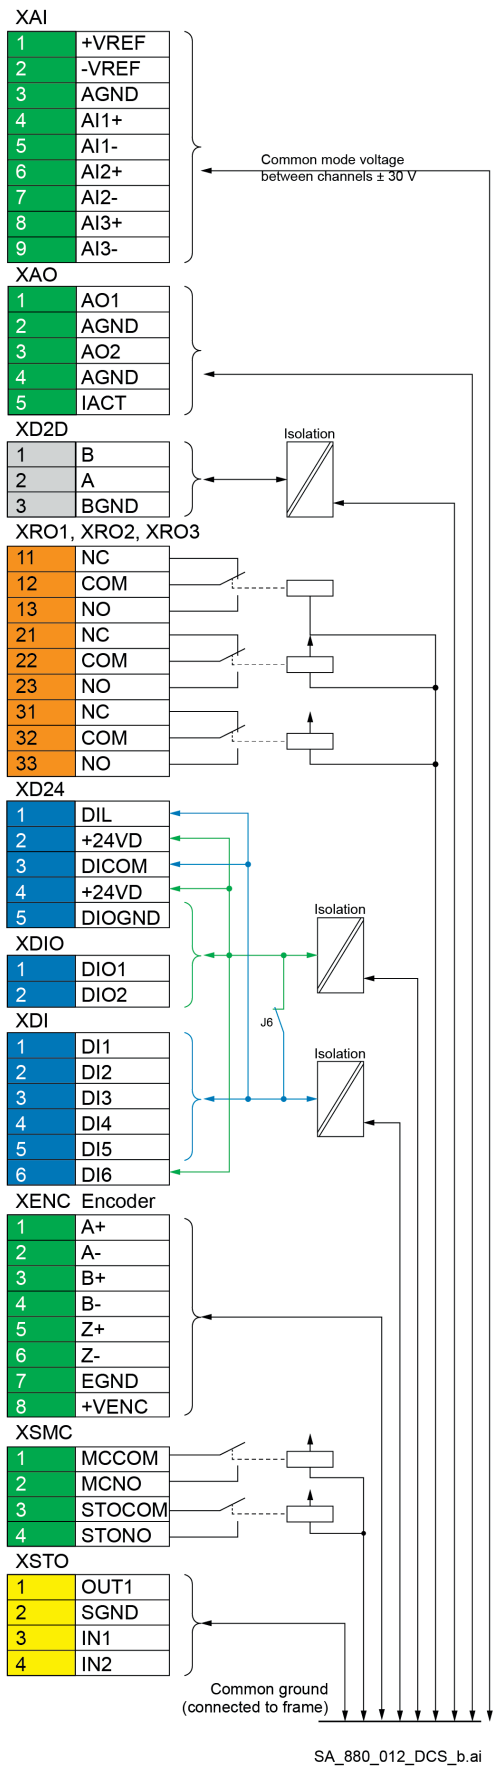 XAI
1 +VREF
2 -VREF
3 AGND
4 AI1+
5 AI1-
6 AI2+
7 AI2-
8 AI3+
9 AI3-
Common mode voltage
between channels ± 30 V
XAO
1 AO1
2 AGND
3 AO2
4 AGND
5 IACT
XD2D
1 B
2 A
3 BGND
Isolation
XRO1, XRO2, XRO3
11 NC
12 COM
13 NO
21 NC
22 COM
23 NO
31 NC
32 COM
33 NO
XD24
1 DIL
2 +24VD
3 DICOM
4 +24VD
5 DIOGND
Isolation
XDIO
1 DIO1
2 DIO2
XDI
J6
1 DI1
2 DI2
3 DI3
4 DI4
5 DI5
6 DI6
Isolation
XENC Encoder
1 A+
2 A-
3 B+
4 B-
5 Z+
6 Z-
7 EGND
8 +VENC
XSMC
1 MCCOM
2 MCNO
3 STOCOM
4 STONO
XSTO
1 OUT1
2 SGND
3 IN1
4 IN2
Common ground
(connected to frame)
SA_880_012_DCS_b.ai